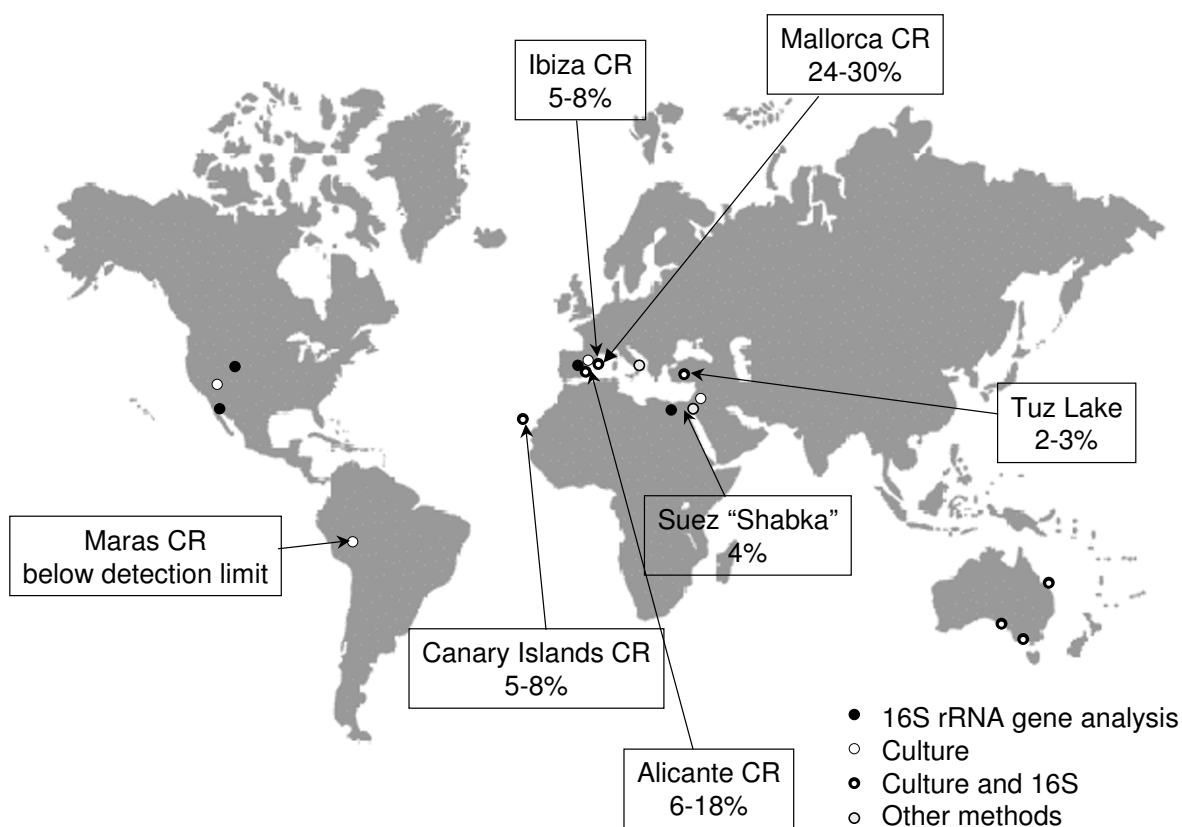 Mallorca CR
24-30%
Ibiza CR
5-8%
Tuz Lake
2-3%
Suez “Shabka”
4%
Maras CR
below detection limit
Canary Islands CR
5-8%
Alicante CR
6-18%
16S rRNA gene analysis
Culture
Culture and 16S
Other methods